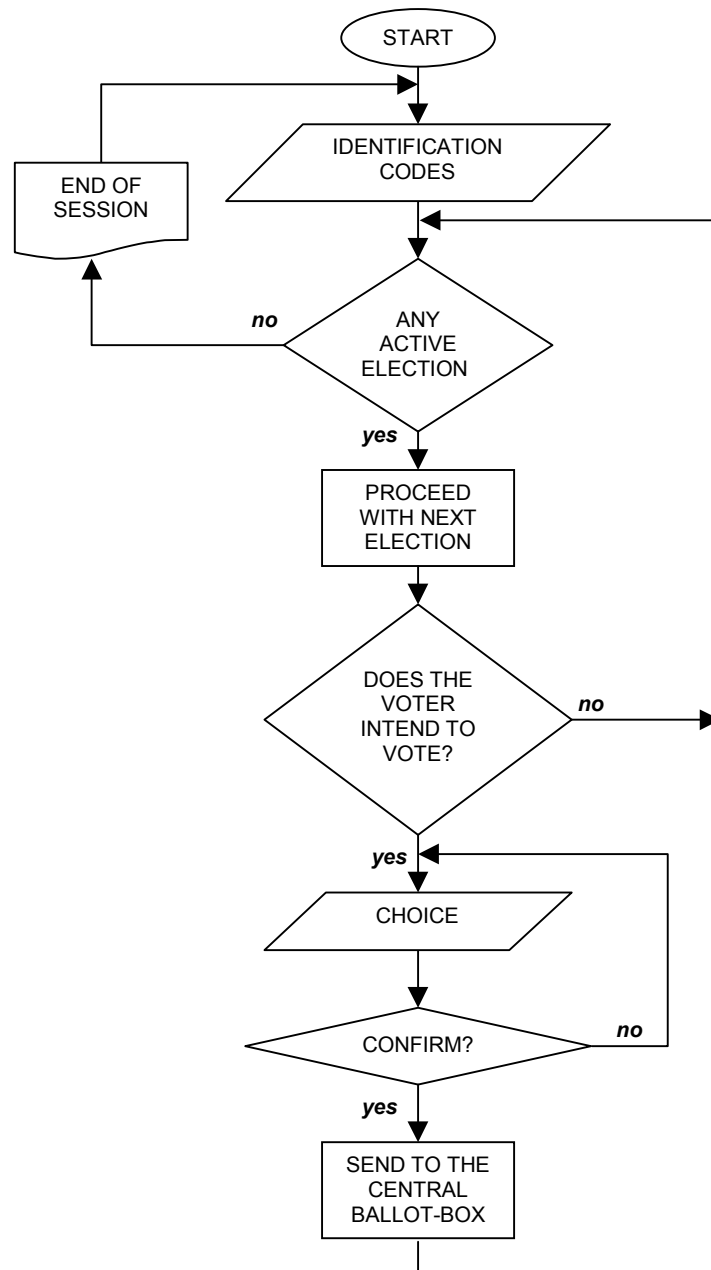 START
IDENTIFICATION
CODES
END OF
SESSION
no
ANY
ACTIVE
ELECTION
yes
PROCEED
WITH NEXT
ELECTION
DOES THE
VOTER
INTEND TO
VOTE?
no
yes
CHOICE
CONFIRM?
no
yes
SEND TO THE
CENTRAL
BALLOT-BOX